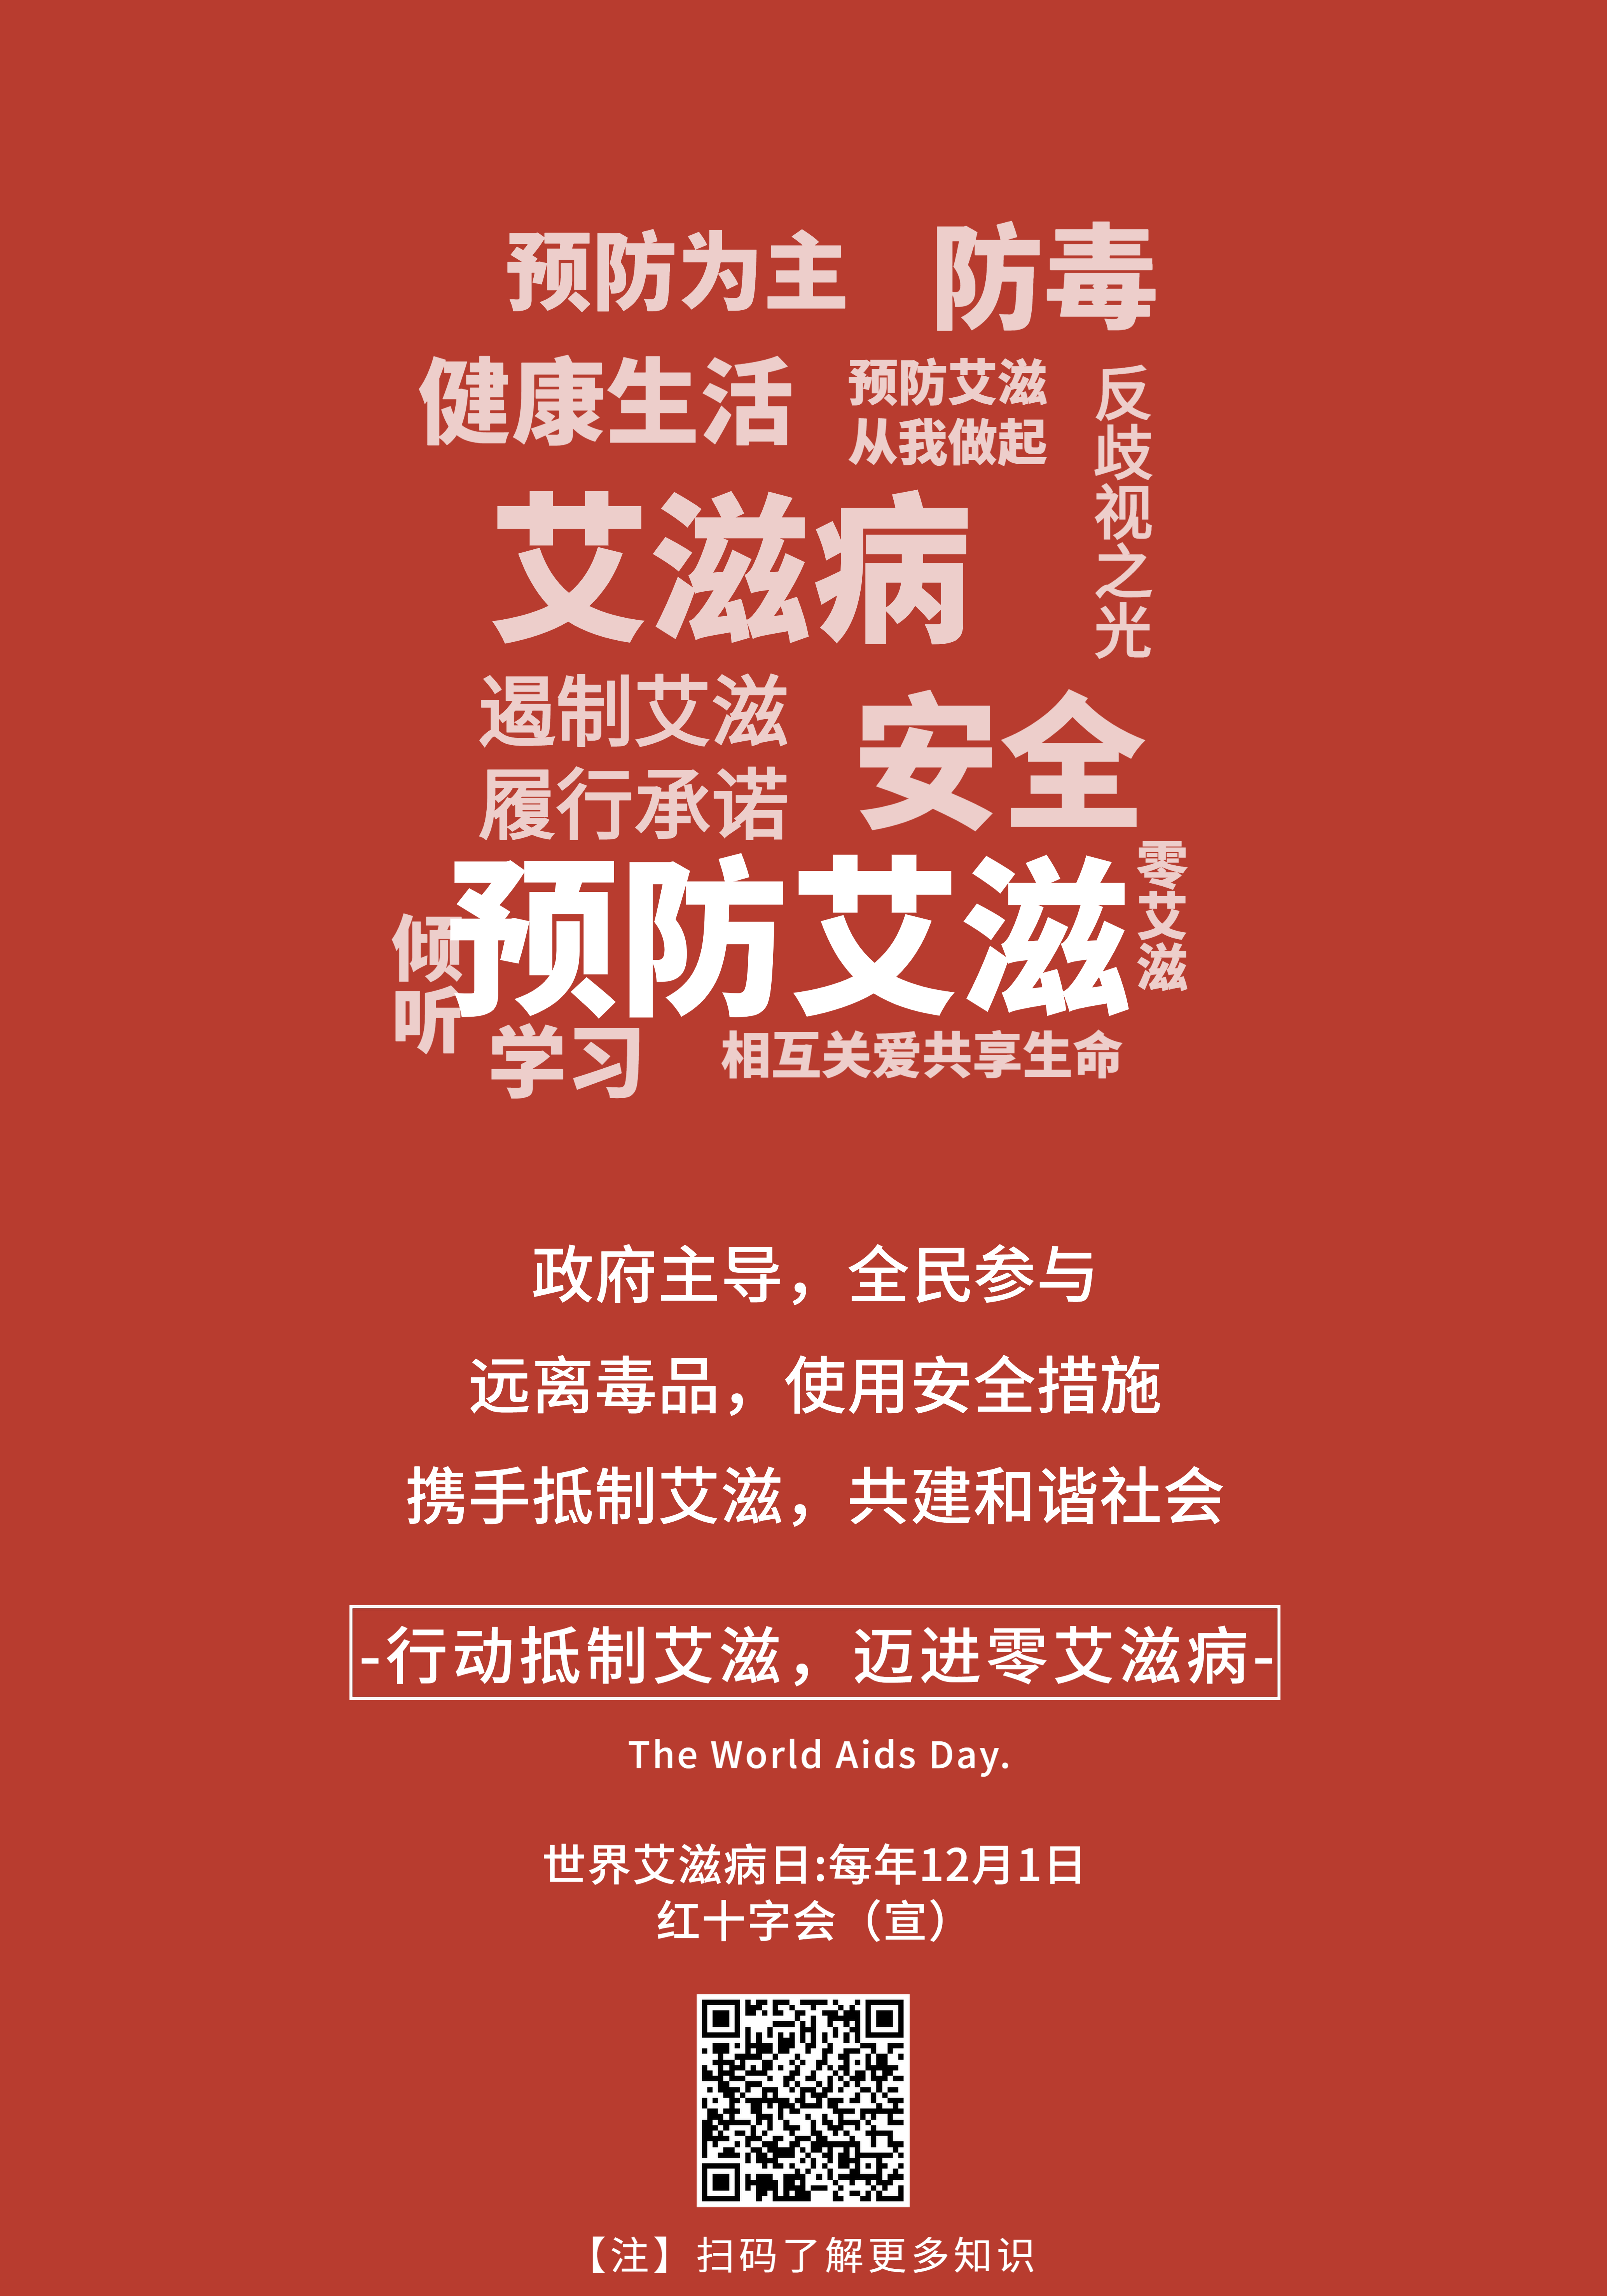 预防为主
防毒
健康生活
预防艾滋
从我做起
反歧视之光
艾滋病
遏制艾滋
履行承诺
安全
预防艾滋
零艾滋
倾听
学习
相互关爱共享生命
政府主导，全民参与
远离毒品，使用安全措施
携手抵制艾滋，共建和谐社会
-行动抵制艾滋，迈进零艾滋病-
The World Aids Day.
世界艾滋病日:每年12月1日
红十字会（宣）
【注】扫码了解更多知识